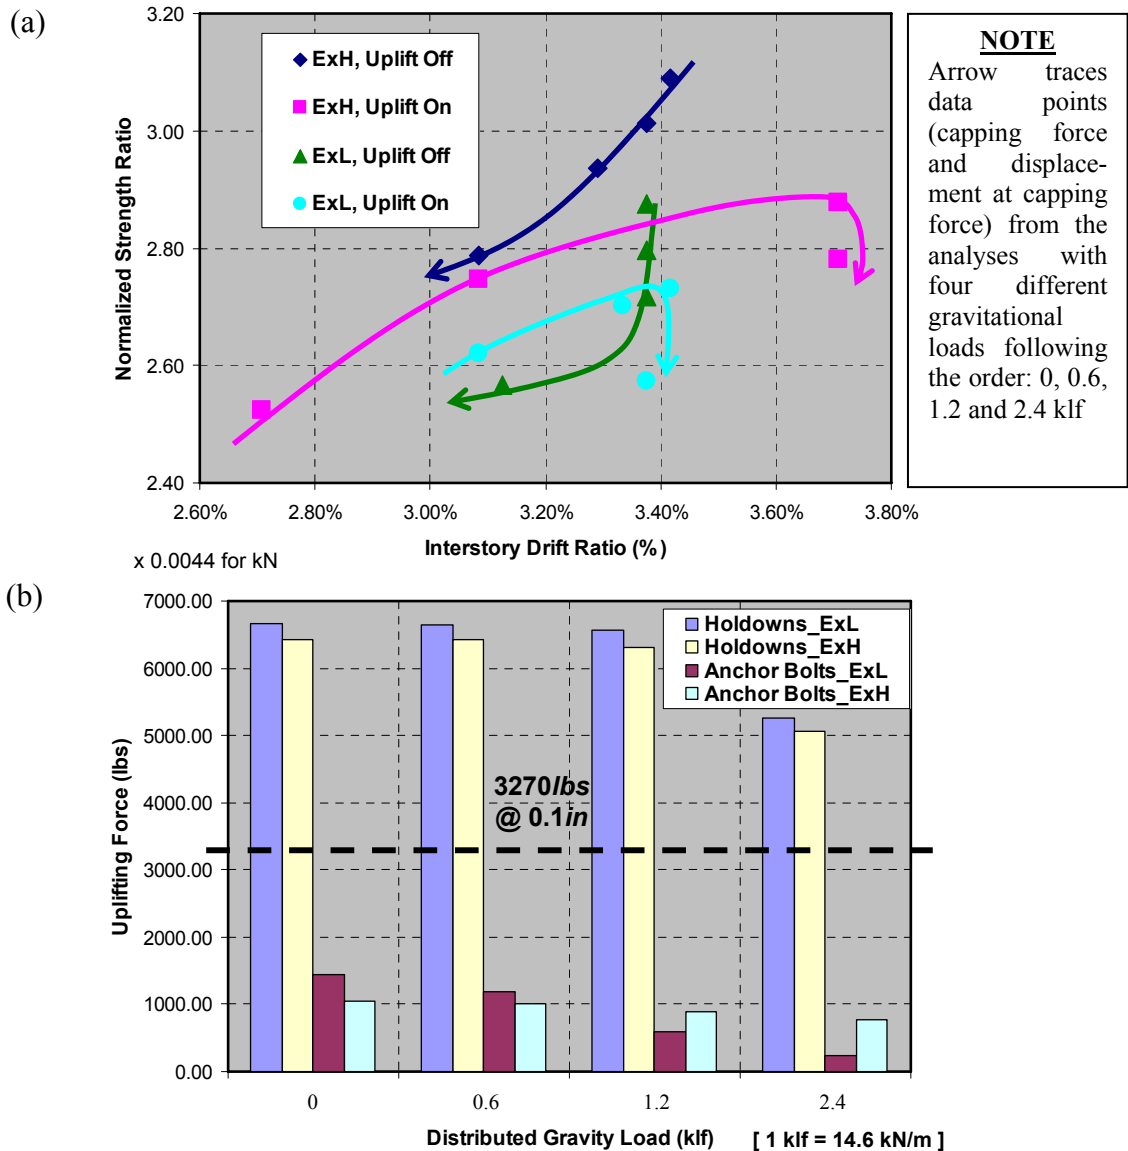 (a)
3.20
3.00
2.80
2.60
2.40
Normalized Strength Ratio
ExH, Uplift Off
ExH, Uplift On
ExL, Uplift Off
ExL, Uplift On
2.60%
2.80%
3.00%
3.20%
3.40%
3.60%
3.80%
Interstory Drift Ratio (%)
NOTE
Arrow traces
data points
(capping force
and displace-
ment at capping
force) from the
analyses with
four different
gravitational
loads following
the order: 0, 0.6,
1.2 and 2.4 klf
x 0.0044 for kN
(b)
7000.00
6000.00
5000.00
4000.00
3000.00
2000.00
1000.00
0.00
Uplifting Force (lbs)
Holdowns_ExL
Holdowns_ExH
Anchor Bolts_ExL
Anchor Bolts_ExH
3270lbs
@ 0.1in
0
0.6
1.2
2.4
Distributed Gravity Load (klf)
[ 1 klf = 14.6 kN/m ]